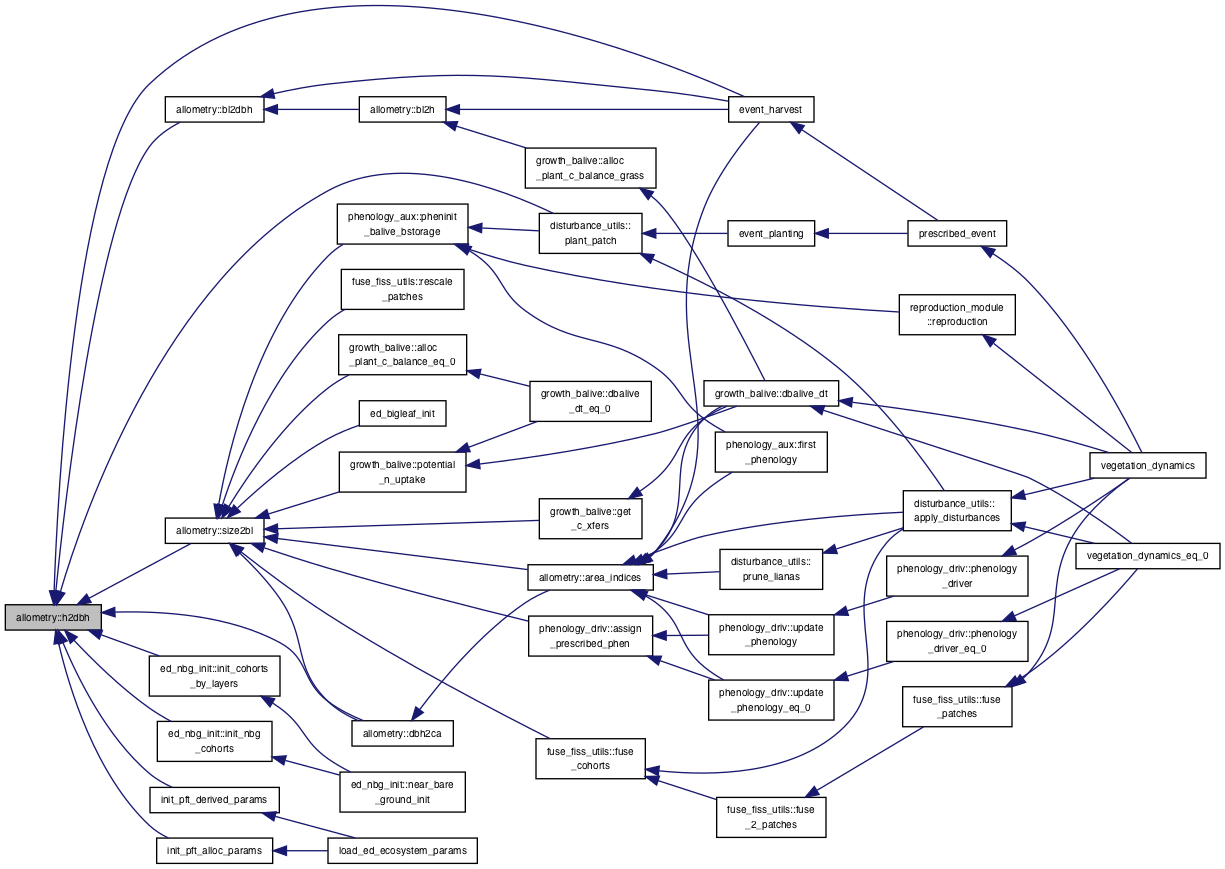 allometry::h2dbh
allometry::bl2dbh
allometry::bl2h
event_harvest
growth_balive::alloc
_plant_c_balance_grass
phenology_aux::pheninit
_balive_bstorage
disturbance_utils::
plant_patch
event_planting
prescribed_event
fuse_fiss_utils::rescale
_patches
reproduction_module
::reproduction
growth_balive::alloc
_plant_c_balance_eq_0
growth_balive::dbalive
_dt_eq_0
growth_balive::dbalive_dt
ed_bigleaf_init
phenology_aux::first
_phenology
growth_balive::potential
_n_uptake
vegetation_dynamics
allometry::size2bl
growth_balive::get
_c_xfers
disturbance_utils::
apply_disturbances
vegetation_dynamics_eq_0
allometry::area_indices
disturbance_utils::
prune_lianas
phenology_driv::phenology
_driver
phenology_driv::assign
_prescribed_phen
phenology_driv::update
_phenology
phenology_driv::phenology
_driver_eq_0
ed_nbg_init::init_cohorts
_by_layers
phenology_driv::update
_phenology_eq_0
fuse_fiss_utils::fuse
_patches
ed_nbg_init::init_nbg
_cohorts
allometry::dbh2ca
fuse_fiss_utils::fuse
_cohorts
ed_nbg_init::near_bare
_ground_init
init_pft_derived_params
fuse_fiss_utils::fuse
_2_patches
init_pft_alloc_params
load_ed_ecosystem_params